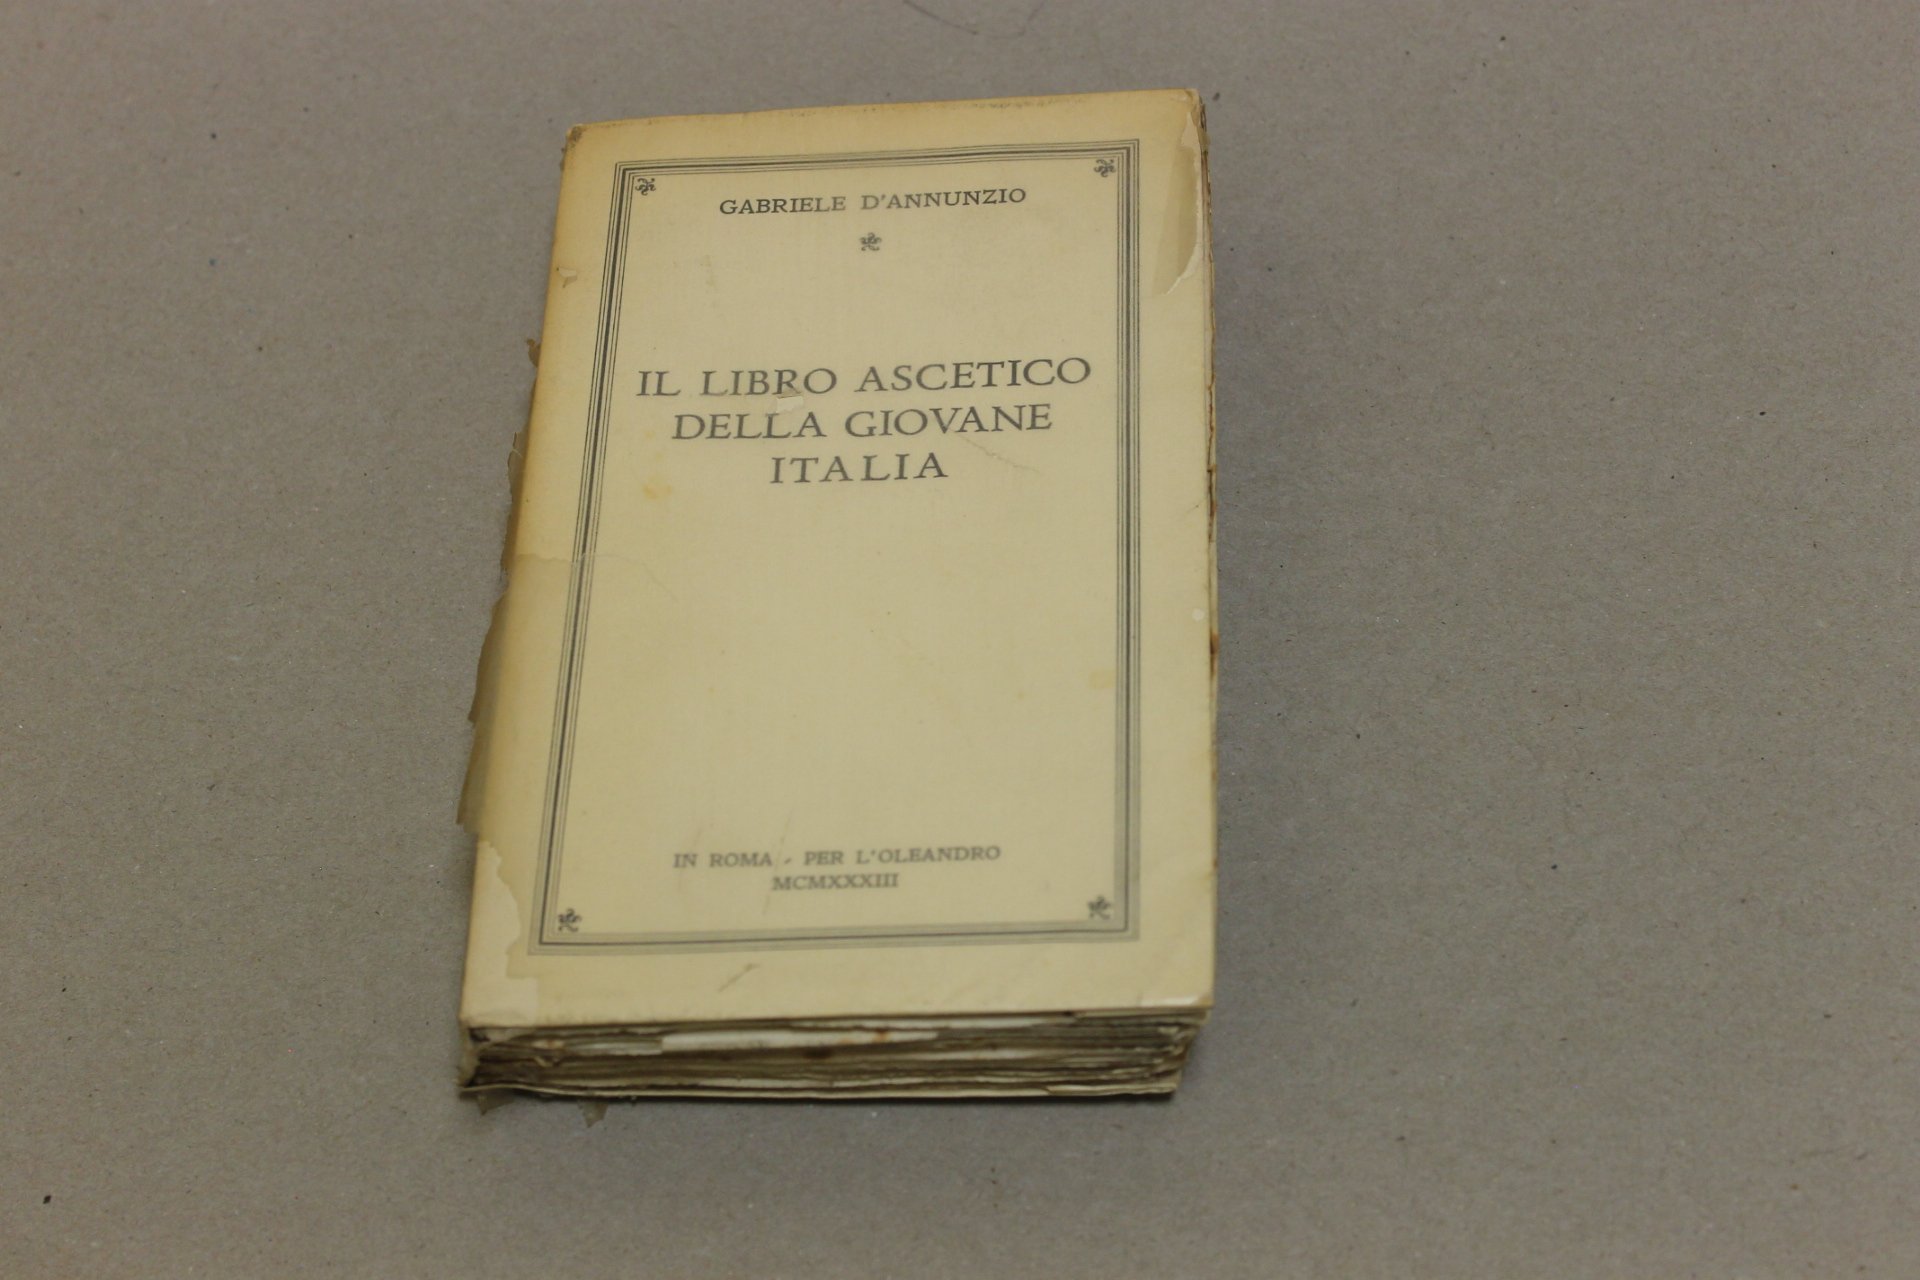 GABRIELE D'ANNUNZIO
IL LIBRO ASCETICO
DELLA GIOVANE
ITALIA
IN ROMA - PER L'OLEANDRO
MCMXXXIII